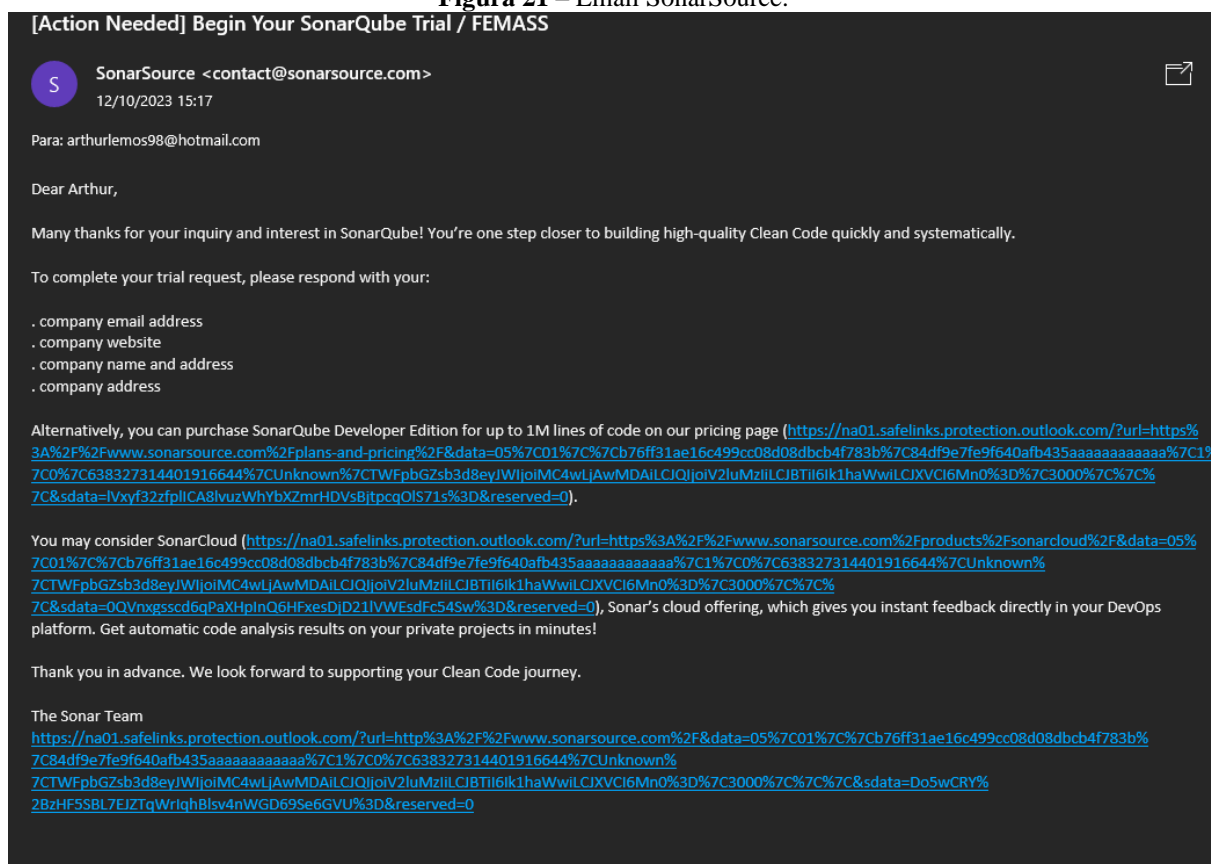 Figura 21 – Email SonarSource.
[Action Needed] Begin Your SonarQube Trial / FEMASS
S
SonarSource <contact@sonarsource.com>
12/10/2023 15:17
Para: arthurlemos98@hotmail.com
Dear Arthur,
Many thanks for your inquiry and interest in SonarQube! You’re one step closer to building high-quality Clean Code quickly and systematically.
To complete your trial request, please respond with your:
. company email address
. company website
. company name and address
. company address
Alternatively, you can purchase SonarQube Developer Edition for up to 1M lines of code on our pricing page (https://na01.safelinks.protection.outlook.com/?url=https%
3A%2F%2Fwww.sonarsource.com%2Fplans-and-pricing%2F&data=05%7C01%7C%7Cb76ff31ae16c499cc08d08dbcb4f783b%7C84df9e7fe9f640afb435aaaaaaaaaaaa%7C1%
7C0%7C638327314401916644%7CUnknown%7CTWFpbGZsb3d8eyJWIjoiMC4wLjAwMDAiLCJQIjoiV2luMzIiLCJBTiI6Ik1haWwiLCJXVCI6Mn0%3D%7C3000%7C%7C%
7C&sdata=lVxyf32zfplICA8lvuzWhYbXZmrHDVsBjtpcqOlS71s%3D&reserved=0).
You may consider SonarCloud (https://na01.safelinks.protection.outlook.com/?url=https%3A%2F%2Fwww.sonarsource.com%2Fproducts%2Fsonarcloud%2F&data=05%
7C01%7C%7Cb76ff31ae16c499cc08d08dbcb4f783b%7C84df9e7fe9f640afb435aaaaaaaaaaaa%7C1%7C0%7C638327314401916644%7CUnknown%
7CTWFpbGZsb3d8eyJWIjoiMC4wLjAwMDAiLCJQIjoiV2luMzIiLCJBTiI6Ik1haWwiLCJXVCI6Mn0%3D%7C3000%7C%7C%
7C&sdata=0QVnxgsscd6qPaXHpInQ6HFxesDjD21lVWEsdFc54Sw%3D&reserved=0), Sonar’s cloud offering, which gives you instant feedback directly in your DevOps
platform. Get automatic code analysis results on your private projects in minutes!
Thank you in advance. We look forward to supporting your Clean Code journey.
The Sonar Team
https://na01.safelinks.protection.outlook.com/?url=http%3A%2F%2Fwww.sonarsource.com%2F&data=05%7C01%7C%7Cb76ff31ae16c499cc08d08dbcb4f783b%
7C84df9e7fe9f640afb435aaaaaaaaaaaa%7C1%7C0%7C638327314401916644%7CUnknown%
7CTWFpbGZsb3d8eyJWIjoiMC4wLjAwMDAiLCJQIjoiV2luMzIiLCJBTiI6Ik1haWwiLCJXVCI6Mn0%3D%7C3000%7C%7C%7C&sdata=Do5wCRY%
2BzHF5SBL7EJZTqWrIqhBlsv4nWGD69Se6GVU%3D&reserved=0